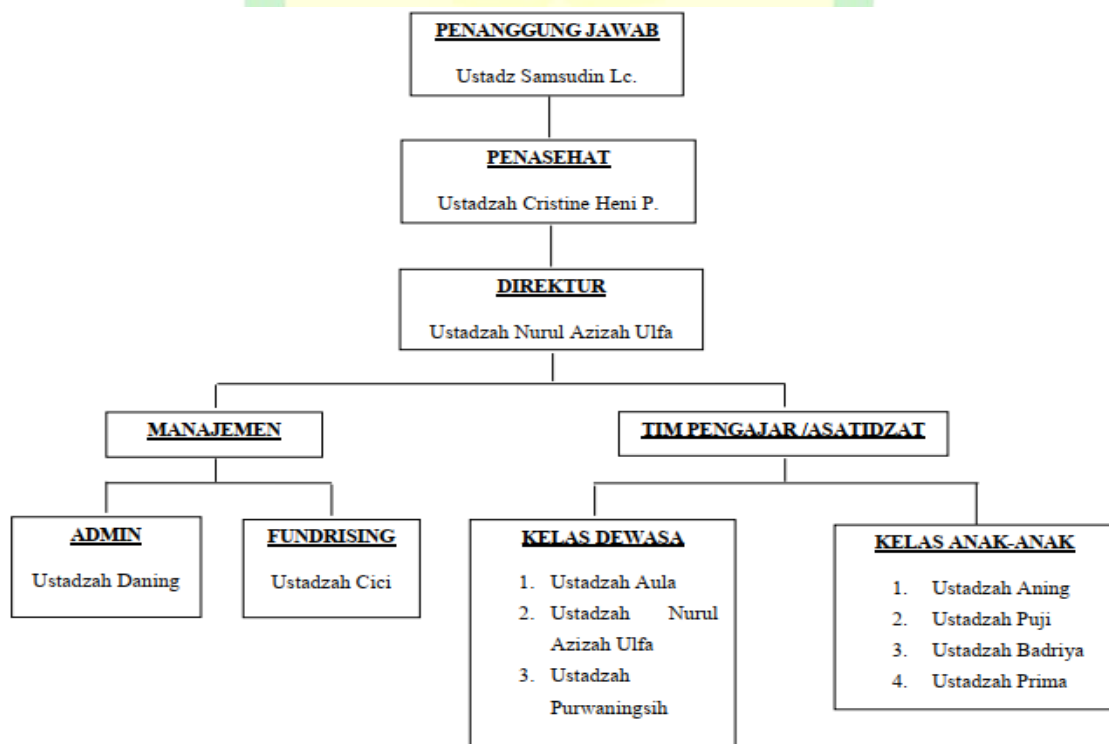 PENANGGUNG JAWAB
Ustadz Samsudin Lc.
PENASEHAT
Ustadzah Cristine Heni P.
DIREKTUR
Ustadzah Nurul Azizah Ulfa
MANAJEMEN
TIM PENGAJAR /ASATIDZAT
ADMIN
Ustadzah Daning
FUNDRISING
Ustadzah Cici
KELAS DEWASA
1. Ustadzah Aula
2. Ustadzah Nurul
Azizah Ulfa
3. Ustadzah
Purwaningsih
KELAS ANAK-ANAK
1. Ustadzah Aning
2. Ustadzah Puji
3. Ustadzah Badriya
4. Ustadzah Prima